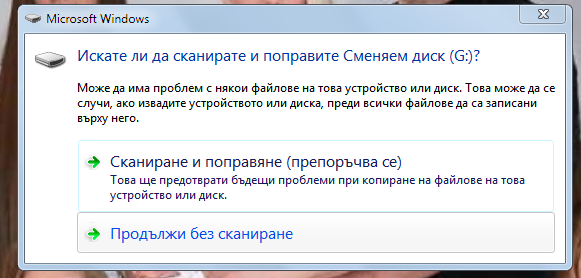 Microsoft Windows
Искате ли да сканирате и поправите Сменяем диск (G:)?
Може да има проблем с някои файлове на това устройство или диск. Това може да се
случи, ако извадите устройството или диска, преди всички файлове да са записани
върху него.
Сканиране и поправяне (препоръчва се)
Това ще предотврати бъдещи проблеми при копиране на файлове на това
устройство или диск.
Продължи без сканиране